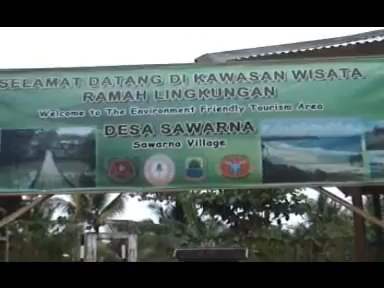 SELAMAT DATANG DI KAWASAN WISATA
RAMAH LINGKUNGAN
Welcome to The Environment Friendly Tourism Area
DESA SAWARNA
Sawarna Village